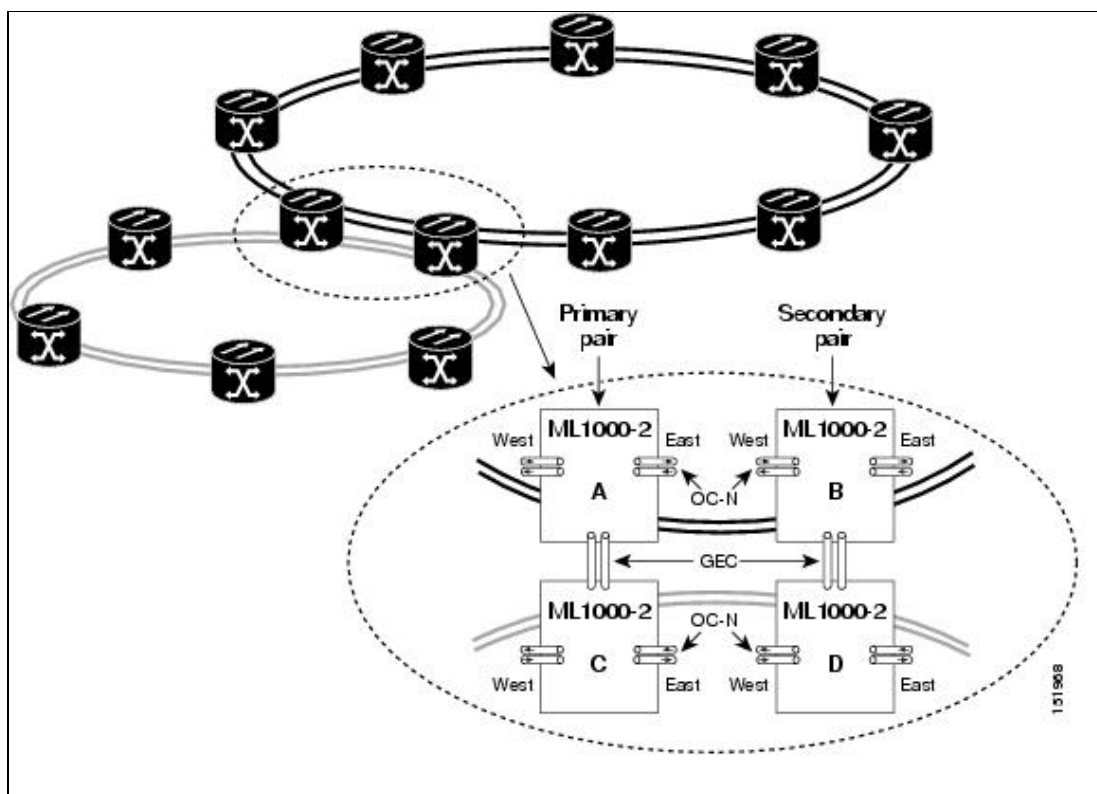 Primary
pair
Secondary
pair
ML1000-2
ML1000-2
West
East
West
East
A
OC-N
B
GEC
ML1000-2
ML1000-2
OC-N
C
D
West
East
West
East
151968